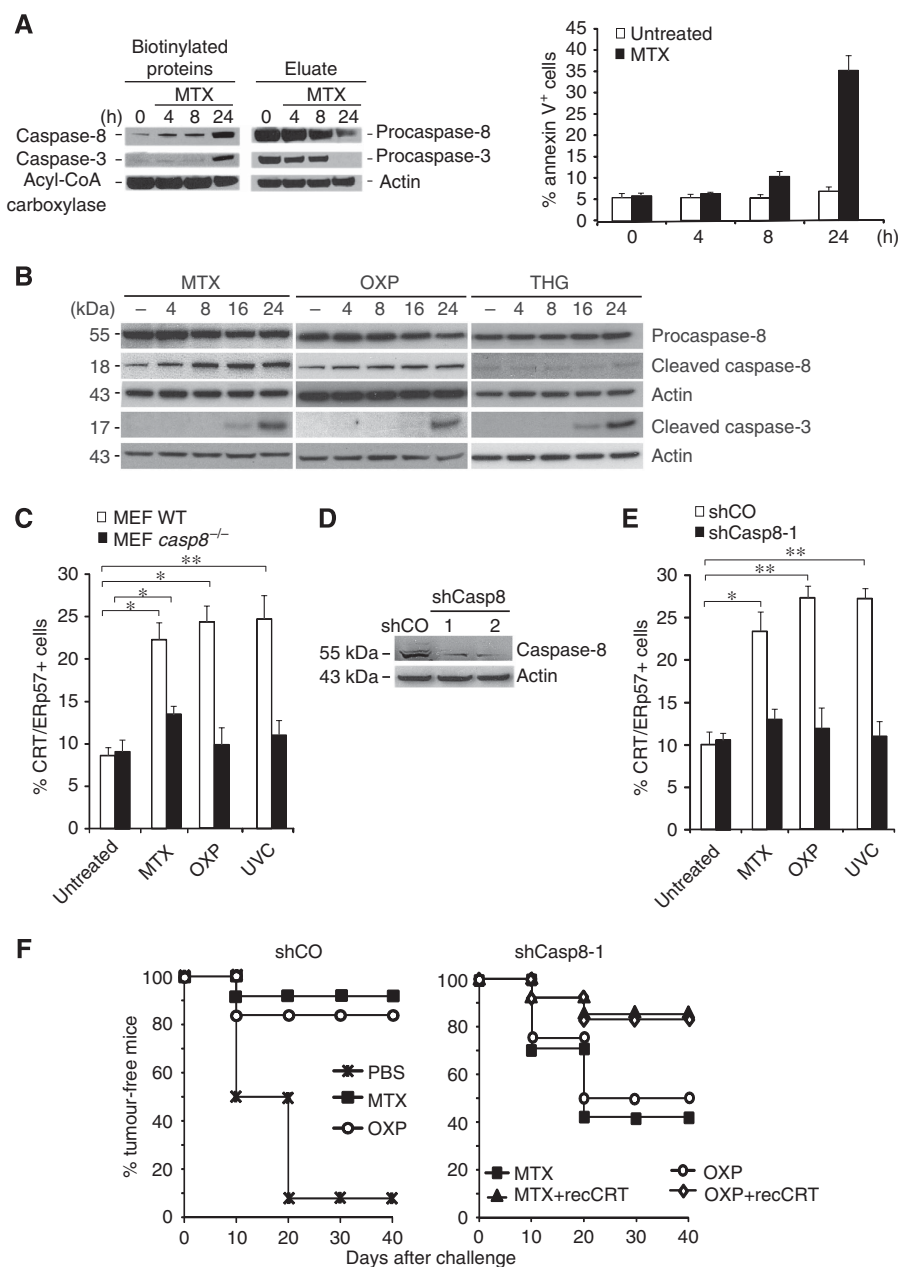 A
Biotinylated proteins
Eluate
MTX
MTX
(h) 0 4 8 24 0 4 8 24
Caspase-8
Procaspase-8
Caspase-3
Procaspase-3
Acyl-CoA carboxylase
Actin
% annexin V+ cells
45
40
35
30
25
20
15
10
5
0
Untreated
MTX
0 4 8 24 (h)
B
MTX OXP THG
(kDa) – 4 8 16 24 – 4 8 16 24 – 4 8 16 24
55 Procaspase-8
18 Cleaved caspase-8
43 Actin
17 Cleaved caspase-3
43 Actin
C
MEF WT
MEF casp8–/–
**
*
*
*
% CRT/ERp57+ cells
30
25
20
15
10
5
0
Untreated MTX OXP UVC
D
shCasp8
shCO 1 2
55 kDa Caspase-8
43 kDa Actin
E
shCO
shCasp8-1
**
**
*
% CRT/ERp57+ cells
30
25
20
15
10
5
0
Untreated MTX OXP UVC
F
shCO
% tumour-free mice
100
80
60
40
20
0
PBS
MTX
OXP
0 10 20 30 40
shCasp8-1
100
80
60
40
20
0
MTX OXP
MTX+recCRT OXP+recCRT
0 10 20 30 40
Days after challenge